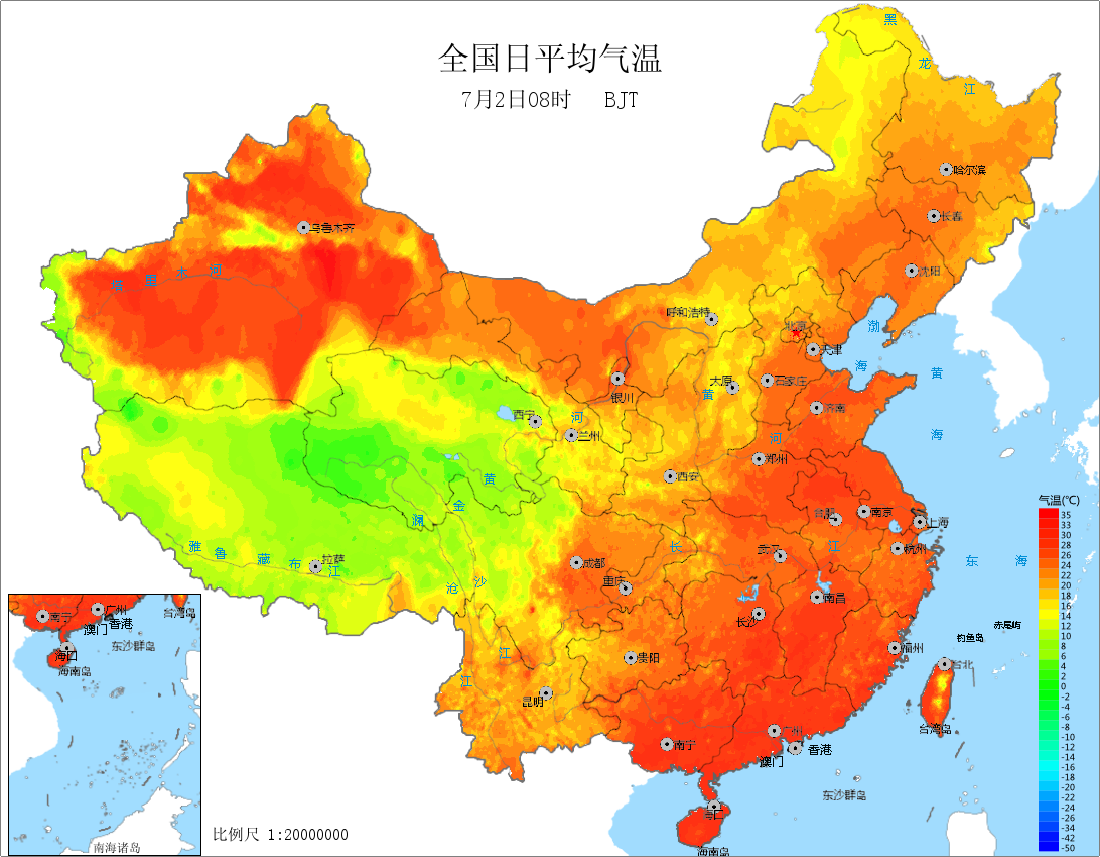 全国日平均气温
7月2日08时 BJT
黑
龙
江
哈尔滨
长春
沈阳
乌鲁木齐
木
河
呼和浩特
北京
天津
渤
海
黄
海
银川
太原
石家庄
黄
济南
西宁
河
兰州
河
郑州
西安
黄
金
澜
合肥
南京
上海
杭州
雅
鲁
藏
布
江
拉萨
沧
沙
成都
重庆
长
武汉
江
东
海
南昌
长沙
赤尾屿
钓鱼岛
江
江
贵阳
福州
台北
昆明
台湾岛
南宁
广州
香港
澳门
海口
海南岛
东沙群岛
气温(℃)
35
33
30
28
26
24
22
20
18
16
14
12
10
8
6
4
2
0
-2
-4
-6
-8
-10
-12
-14
-16
-18
-20
-22
-24
-26
-34
-42
-50
南宁
广州
香港
澳门
台湾岛
东沙群岛
海口
海南岛
南海诸岛
比例尺 1:20000000